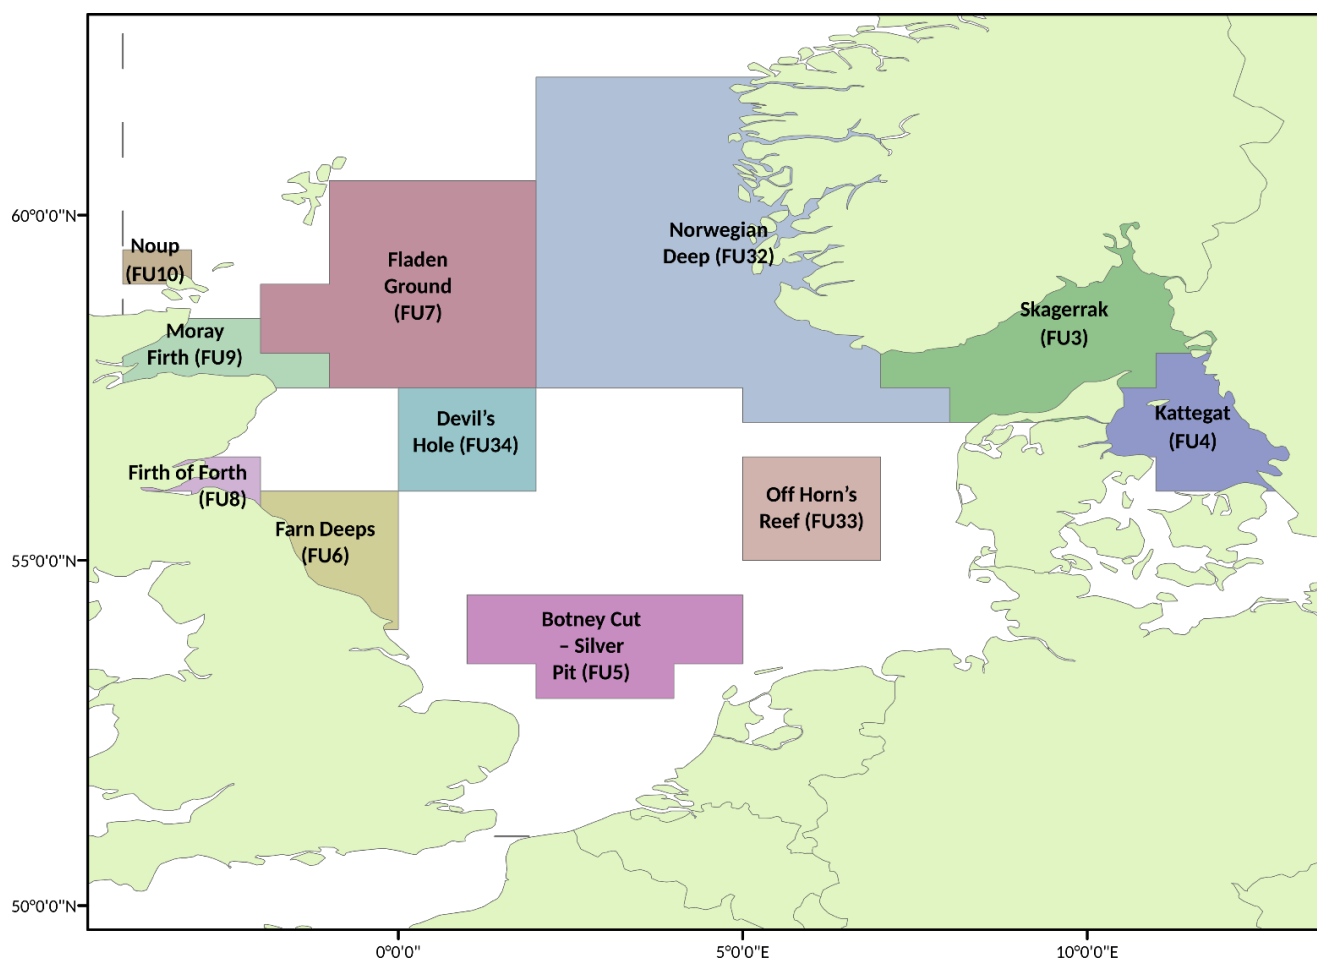 60°0'0"N
Noup
(FU10)
Fladen
Ground
(FU7)
Norwegian
Deep (FU32)
Skagerrak
(FU3)
Moray
Firth (FU9)
Devil's
Hole (FU34)
Kattegat
(FU4)
Firth of Forth
(FU8)
Off Horn's
Reef (FU33)
Farn Deeps
(FU6)
55°0'0"N
Botney Cut
– Silver
Pit (FU5)
50°0'0"N
0°0'0"
5°0'0"E
10°0'0"E